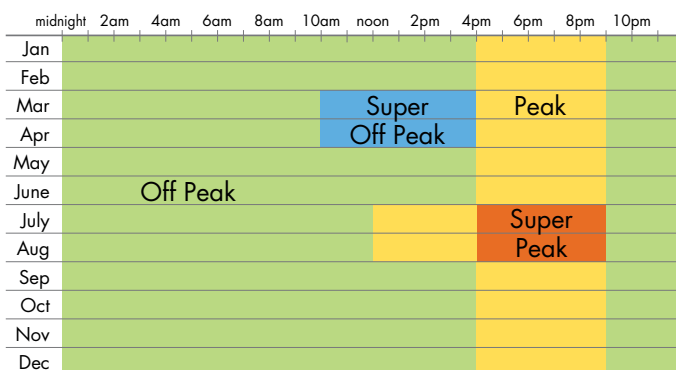 midnight 2am 4am 6am 8am 10am noon 2pm 4pm 6pm 8pm 10pm
Jan
Feb
Mar Super Peak
Apr Off Peak
May
June Off Peak
July Super
Aug Peak
Sep
Oct
Nov
Dec